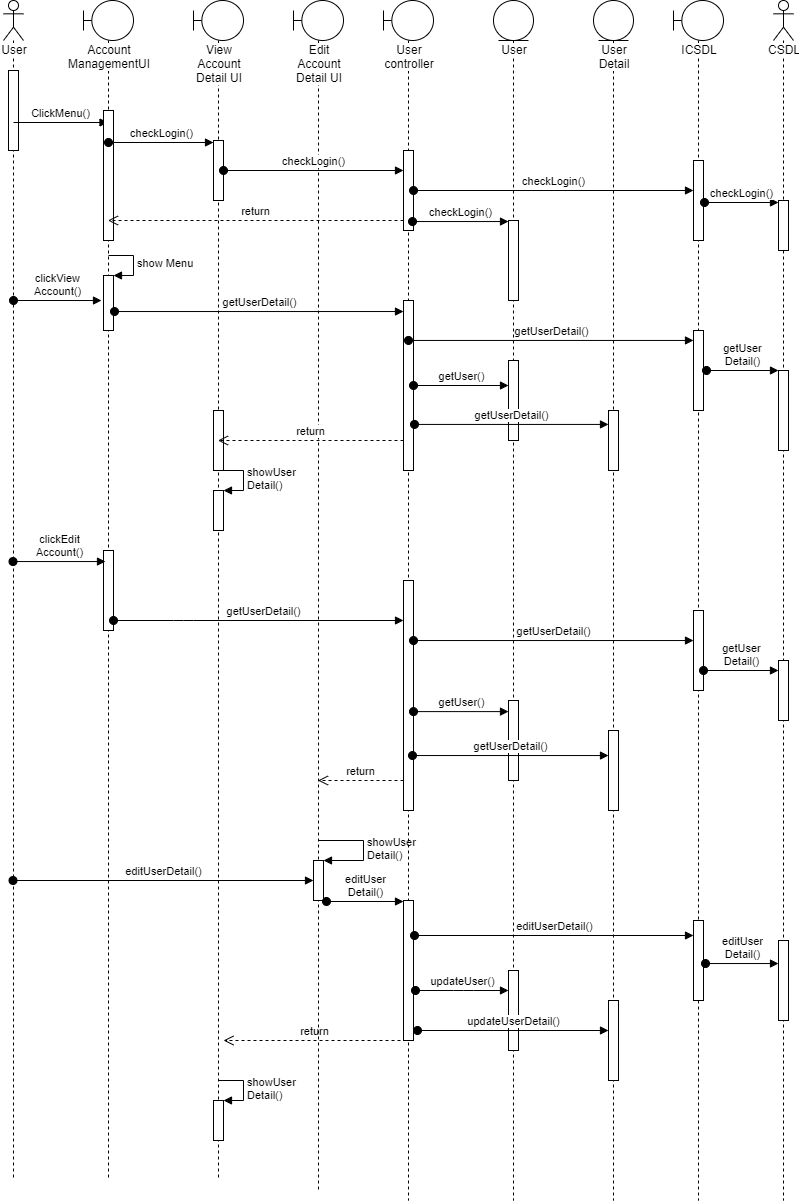 User
Account
ManagementUI
View
Account
Detail UI
Edit
Account
Detail UI
User
controller
User
User
Detail
ICSDL
CSDL
ClickMenu()
checkLogin()
checkLogin()
checkLogin()
checkLogin()
return
checkLogin()
show Menu
clickView
Account()
getUserDetail()
getUserDetail()
getUser
Detail()
getUser()
getUserDetail()
return
showUser
Detail()
clickEdit
Account()
getUserDetail()
getUserDetail()
getUser
Detail()
getUser()
getUserDetail()
return
showUser
Detail()
editUserDetail()
editUser
Detail()
editUserDetail()
editUser
Detail()
updateUser()
updateUserDetail()
return
showUser
Detail()